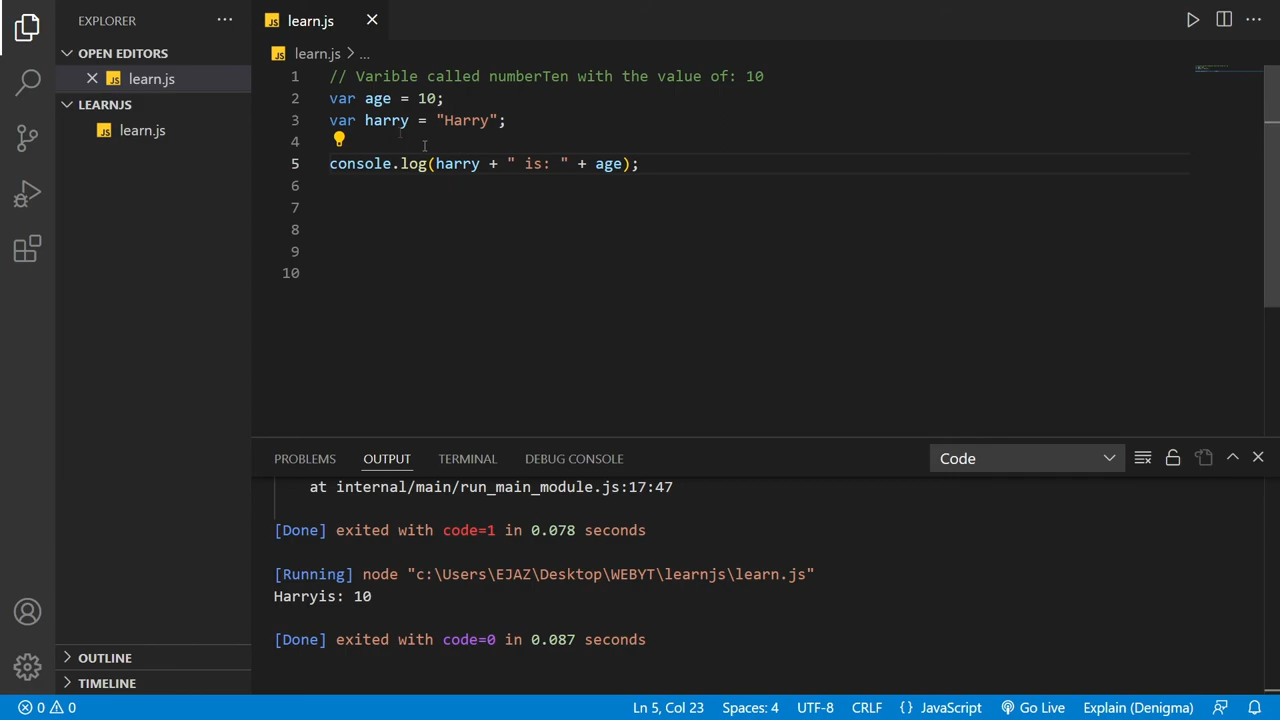 EXPLORER
OPEN EDITORS
JS learn.js
LEARNJS
JS learn.js
OUTLINE
TIMELINE
JS learn.js
JS learn.js > ...
1 // Varible called numberTen with the value of: 10
2 var age = 10;
3 var harry = "Harry";
4
5 console.log(harry + " is: " + age);
6
7
8
9
10
PROBLEMS OUTPUT TERMINAL DEBUG CONSOLE Code
at internal/main/run_main_module.js:17:47
[Done] exited with code=1 in 0.078 seconds
[Running] node "c:\Users\EJAZ\Desktop\WEBYT\learnjs\learn.js"
Harryis: 10
[Done] exited with code=0 in 0.087 seconds
0 0 Ln 5, Col 23 Spaces: 4 UTF-8 CRLF {} JavaScript Go Live Explain (Denigma)